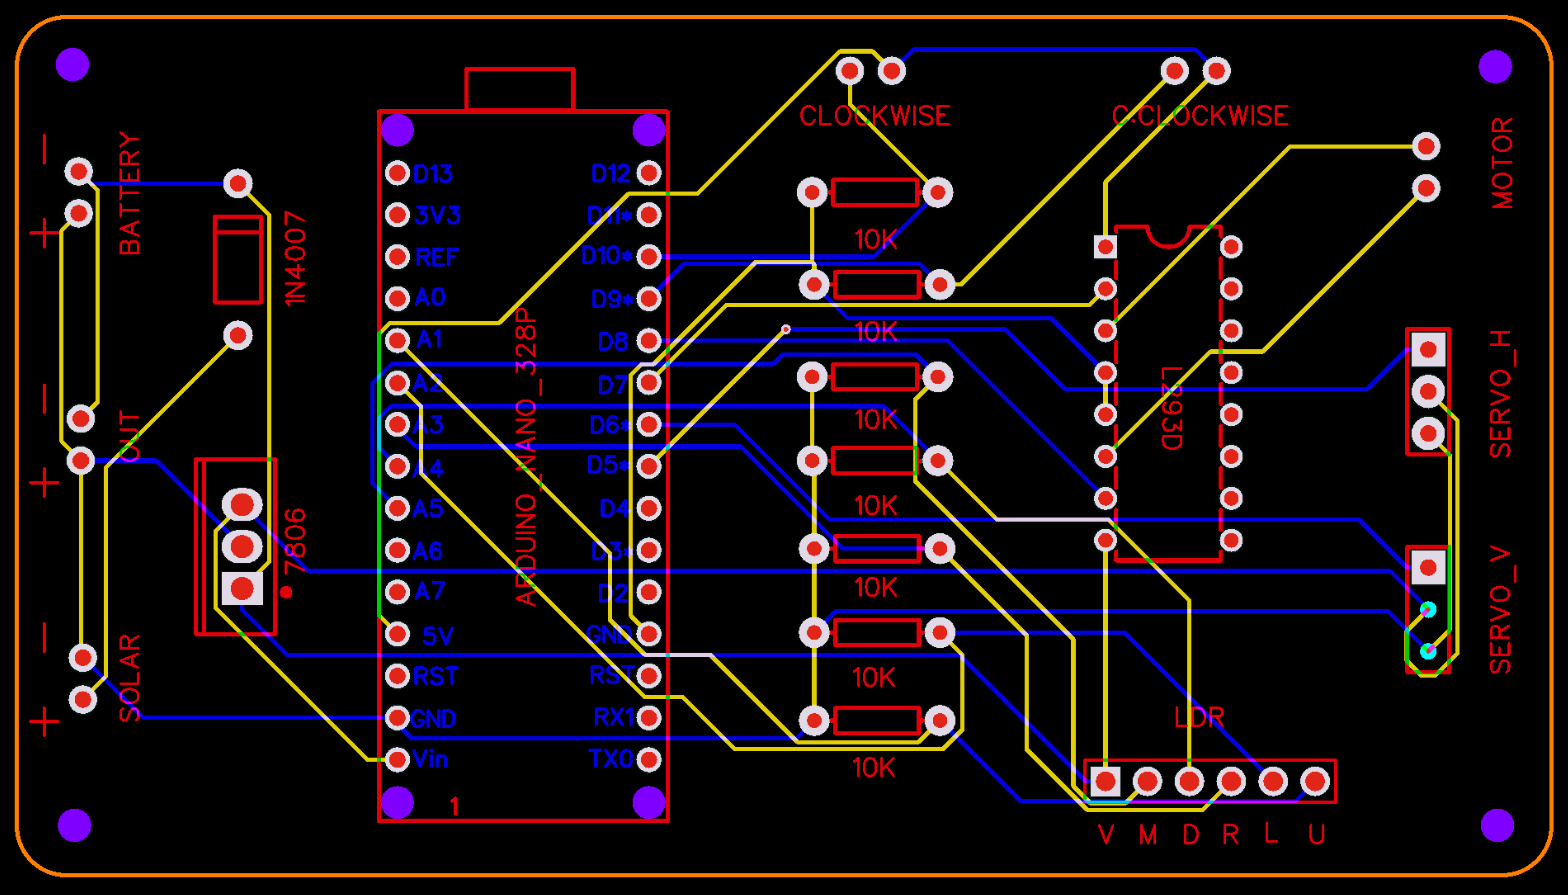 CLOCKWISE
C.CLOCKWISE
MOTOR
BATTERY
−
+
1N4007
D13
3V3
REF
A0
A1
A2
A3
A4
A5
A6
A7
5V
RST
GND
Vin
1
ARDUINO_NANO_328P
D12
D11*
D10*
D9*
D8
D7
D6*
D5*
D4
D3*
D2
GND
RST
RX1
TX0
10K
10K
10K
10K
10K
10K
10K
L293D
SERVO_H
−
OUT
+
7806
SERVO_V
−
SOLAR
+
LDR
V M D R L U